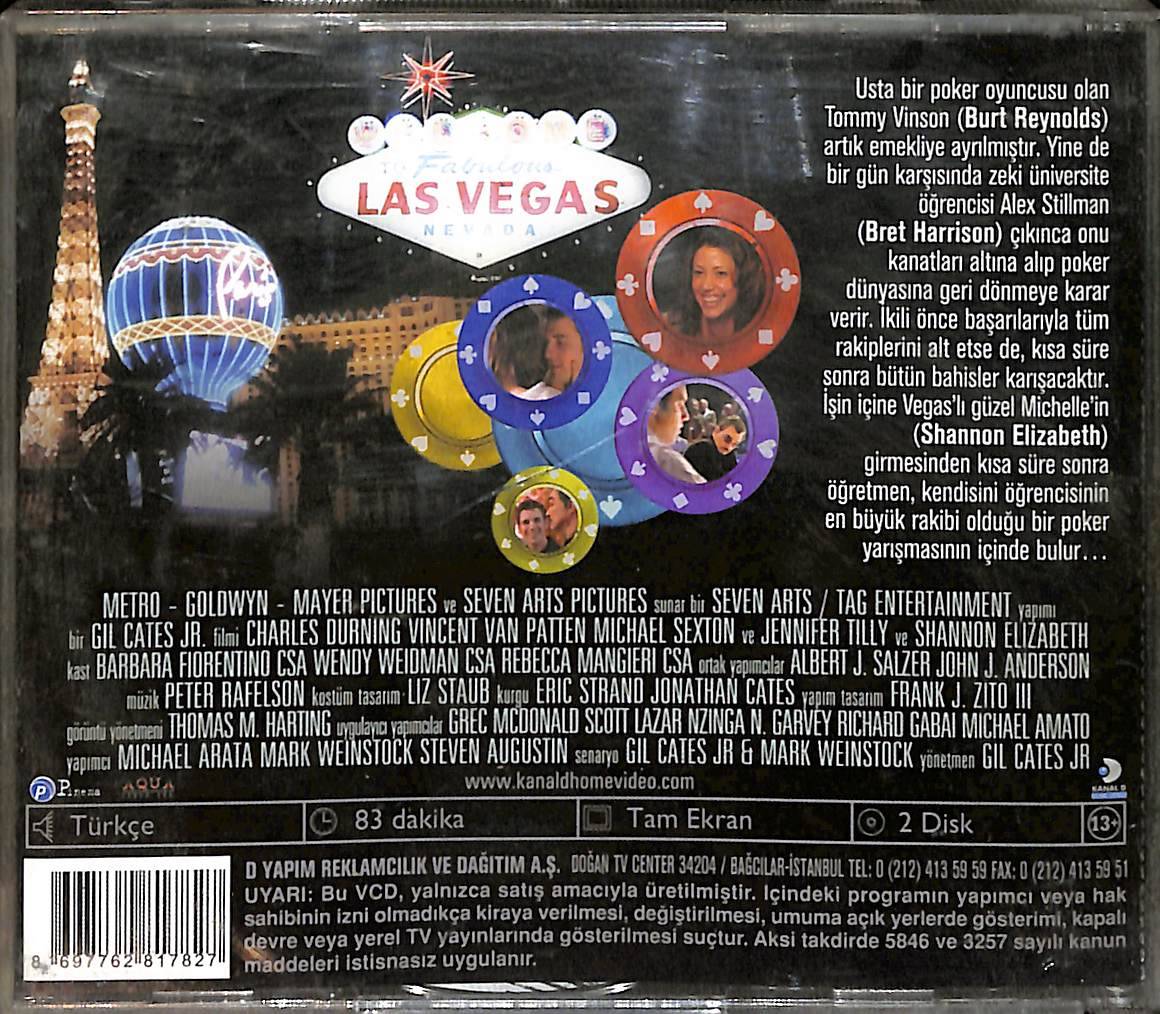 TO Fabulous
LAS VEGAS
NEVADA
Paris
Usta bir poker oyuncusu olan
Tommy Vinson (Burt Reynolds)
artık emekliye ayrılmıştır. Yine de
bir gün karşısında zeki üniversite
öğrencisi Alex Stillman
(Bret Harrison) çıkınca onu
kanatları altına alıp poker
dünyasına geri dönmeye karar
verir. İkili önce başarılarıyla tüm
rakiplerini alt etse de, kısa süre
sonra bütün bahisler karışacaktır.
İşin içine Vegas'lı güzel Michelle'in
(Shannon Elizabeth)
girmesinden kısa süre sonra
öğretmen, kendisini öğrencisinin
en büyük rakibi olduğu bir poker
yarışmasının içinde bulur...
METRO - GOLDWYN - MAYER PICTURES ve SEVEN ARTS PICTURES sunar bir SEVEN ARTS / TAG ENTERTAINMENT yapımı
bir GIL CATES JR. filmi CHARLES DURNING VINCENT VAN PATTEN MICHAEL SEXTON ve JENNIFER TILLY ve SHANNON ELIZABETH
kast BARBARA FIORENTINO CSA WENDY WEIDMAN CSA REBECCA MANGIERI CSA ortak yapımcılar ALBERT J. SALZER JOHN J. ANDERSON
müzik PETER RAFELSON kostüm tasarım LIZ STAUB kurgu ERIC STRAND JONATHAN CATES yapım tasarım FRANK J. ZITO III
görüntü yönetmeni THOMAS M. HARTING uygulayıcı yapımcılar GREC MCDONALD SCOTT LAZAR NZINGA N. GARVEY RICHARD GABAI MICHAEL AMATO
yapımcı MICHAEL ARATA MARK WEINSTOCK STEVEN AUGUSTIN senaryo GIL CATES JR & MARK WEINSTOCK yönetmen GIL CATES JR
Pinema AQUA www.kanaldhomevideo.com KANAL D
Türkçe 83 dakika Tam Ekran 2 Disk 13+
D YAPIM REKLAMCILIK VE DAĞITIM A.Ş. DOĞAN TV CENTER 34204 / BAĞCILAR-İSTANBUL TEL: 0 (212) 413 59 59 FAX: 0 (212) 413 59 51
UYARI: Bu VCD, yalnızca satış amacıyla üretilmiştir. Içindeki programın yapımcı veya hak
sahibinin izni olmadıkça kiraya verilmesi, değiştirilmesi, umuma açık yerlerde gösterimi, kapalı
devre veya yerel TV yayınlarında gösterilmesi suçtur. Aksi takdirde 5846 ve 3257 sayılı kanun
maddeleri istisnasız uygulanır.
8 697762 817827